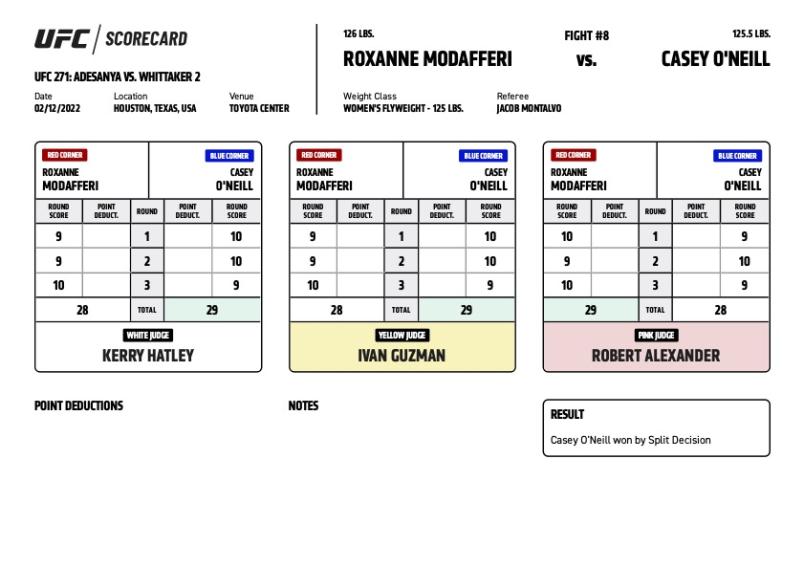 UFC / SCORECARD
UFC 271: ADESANYA VS. WHITTAKER 2
Date Location Venue
02/12/2022 HOUSTON, TEXAS, USA TOYOTA CENTER
126 LBS. FIGHT #8 125.5 LBS.
ROXANNE MODAFFERI VS. CASEY O'NEILL
Weight Class Referee
WOMEN'S FLYWEIGHT - 125 LBS. JACOB MONTALVO
RED CORNER BLUE CORNER
ROXANNE CASEY
MODAFFERI O'NEILL
ROUND SCORE POINT DEDUCT. ROUND POINT DEDUCT. ROUND SCORE
9 1 10
9 2 10
10 3 9
28 TOTAL 29
WHITE JUDGE
KERRY HATLEY
RED CORNER BLUE CORNER
ROXANNE CASEY
MODAFFERI O'NEILL
ROUND SCORE POINT DEDUCT. ROUND POINT DEDUCT. ROUND SCORE
9 1 10
9 2 10
10 3 9
28 TOTAL 29
YELLOW JUDGE
IVAN GUZMAN
RED CORNER BLUE CORNER
ROXANNE CASEY
MODAFFERI O'NEILL
ROUND SCORE POINT DEDUCT. ROUND POINT DEDUCT. ROUND SCORE
10 1 9
9 2 10
10 3 9
29 TOTAL 28
PINK JUDGE
ROBERT ALEXANDER
POINT DEDUCTIONS
NOTES
RESULT
Casey O'Neill won by Split Decision